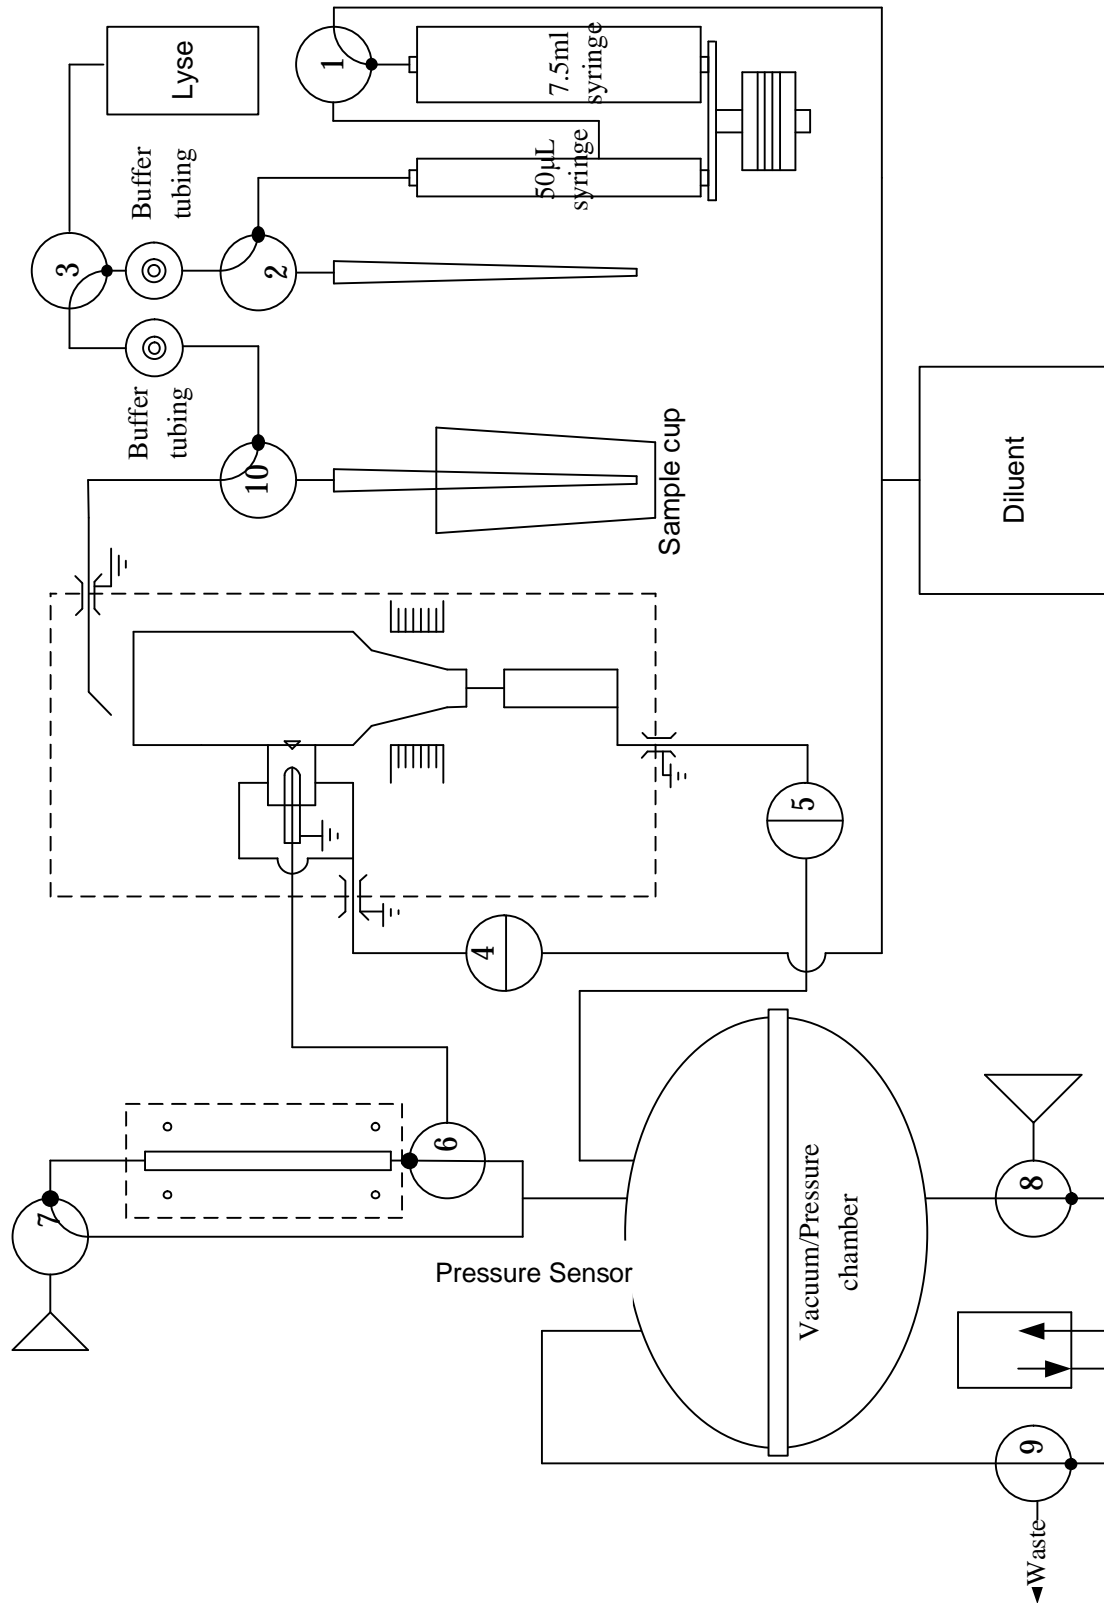 Lyse
1
7.5ml
syringe
50μL
syringe
Buffer
tubing
3
2
Buffer
tubing
10
Sample cup
Diluent
5
4
6
7
Pressure Sensor
Vacuum/Pressure
chamber
8
9
Waste